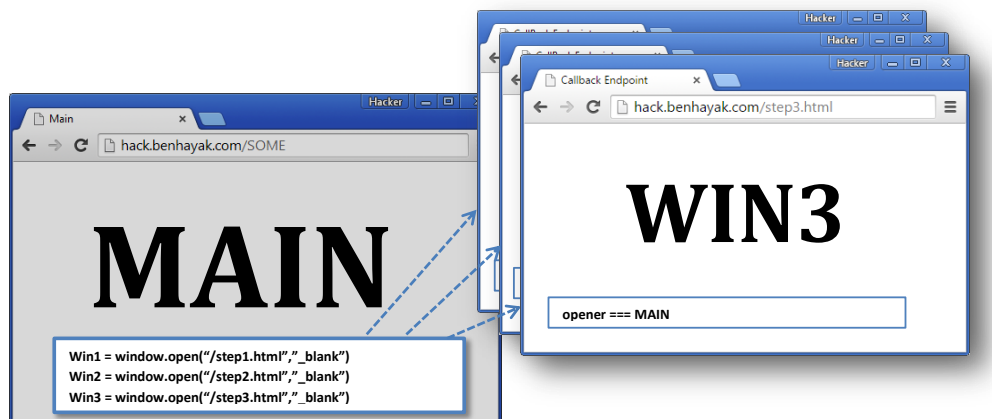 Hacker
Hacker
Hacker
Callback Endpoint
hack.benhayak.com/step3.html
WIN3
opener === MAIN
Hacker
Main
hack.benhayak.com/SOME
MAIN
Win1 = window.open(“/step1.html”,”_blank”)
Win2 = window.open(“/step2.html”,”_blank”)
Win3 = window.open(“/step3.html”,”_blank”)